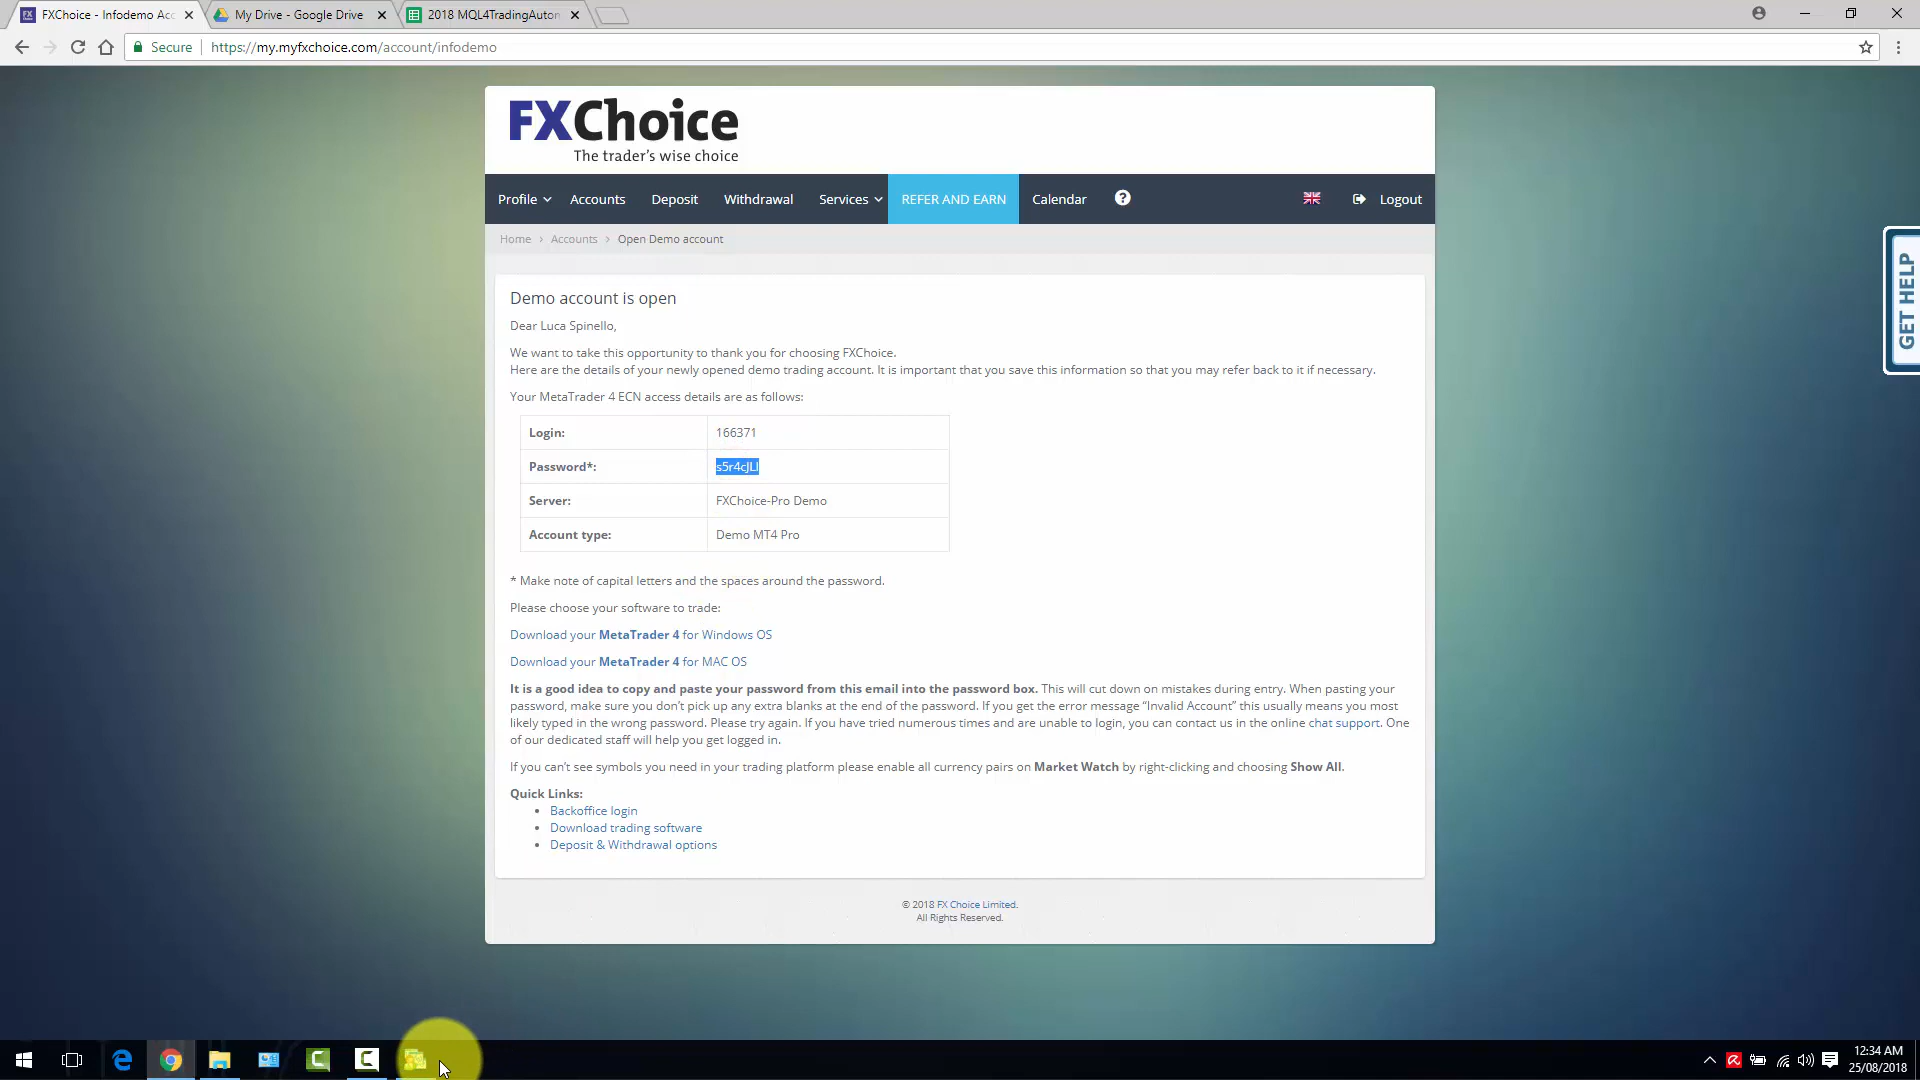 FXChoice - Infodemo Acc
My Drive - Google Drive
2018 MQL4TradingAutom
Secure
https://my.myfxchoice.com/account/infodemo
FXChoice
The trader's wise choice
Profile
Accounts
Deposit
Withdrawal
Services
REFER AND EARN
Calendar
?
Logout
Home › Accounts › Open Demo account
GET HELP
Demo account is open
Dear Luca Spinello,
We want to take this opportunity to thank you for choosing FXChoice.
Here are the details of your newly opened demo trading account. It is important that you save this information so that you may refer back to it if necessary.
Your MetaTrader 4 ECN access details are as follows:
Login: 166371
Password*:
Server: FXChoice-Pro Demo
Account type: Demo MT4 Pro
* Make note of capital letters and the spaces around the password.
Please choose your software to trade:
Download your MetaTrader 4 for Windows OS
Download your MetaTrader 4 for MAC OS
It is a good idea to copy and paste your password from this email into the password box. This will cut down on mistakes during entry. When pasting your
password, make sure you don't pick up any extra blanks at the end of the password. If you get the error message “Invalid Account” this usually means you most
likely typed in the wrong password. Please try again. If you have tried numerous times and are unable to login, you can contact us in the online chat support. One
of our dedicated staff will help you get logged in.
If you can't see symbols you need in your trading platform please enable all currency pairs on Market Watch by right-clicking and choosing Show All.
Quick Links:
• Backoffice login
• Download trading software
• Deposit & Withdrawal options
© 2018 FX Choice Limited.
All Rights Reserved.
12:34 AM
25/08/2018